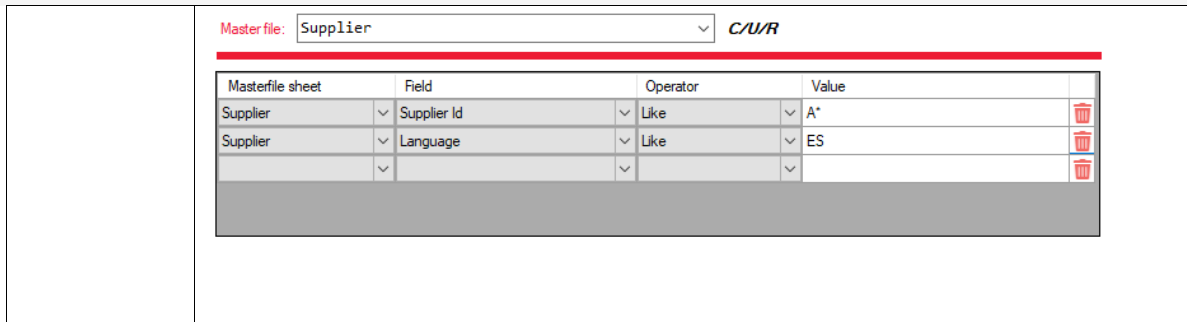 Master file: Supplier C/U/R
Masterfile sheet Field Operator Value
Supplier Supplier Id Like A*
Supplier Language Like ES